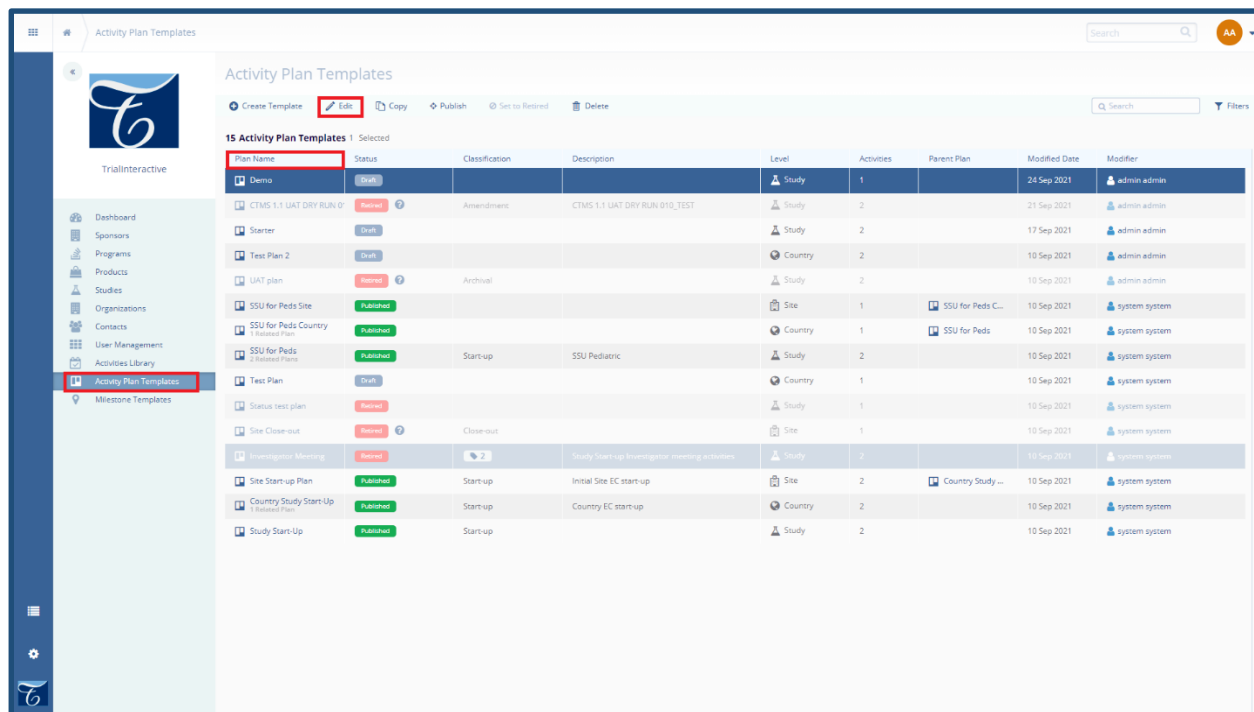 Activity Plan Templates
Search
AA
TrialInteractive
Dashboard
Sponsors
Programs
Products
Studies
Organizations
Contacts
User Management
Activities Library
Activity Plan Templates
Milestone Templates
Activity Plan Templates
Create Template Edit Copy Publish Set to Retired Delete Search Filters
15 Activity Plan Templates 1 Selected
Plan Name Status Classification Description Level Activities Parent Plan Modified Date Modifier
Demo Draft Study 1 24 Sep 2021 admin admin
CTMS 1.1 UAT DRY RUN 0 Retired Amendment CTMS 1.1 UAT DRY RUN 010_TEST Study 2 21 Sep 2021 admin admin
Starter Draft Study 2 17 Sep 2021 admin admin
Test Plan 2 Draft Country 2 10 Sep 2021 admin admin
UAT plan Retired Archival Study 2 10 Sep 2021 admin admin
SSU for Peds Site Published Site 1 SSU for Peds C... 10 Sep 2021 system system
SSU for Peds Country Published Country 1 SSU for Peds 10 Sep 2021 system system
1 Related Plan
SSU for Peds Published Start-up SSU Pediatric Study 2 10 Sep 2021 system system
2 Related Plans
Test Plan Draft Country 1 10 Sep 2021 system system
Status test plan Retired Study 1 10 Sep 2021 system system
Site Close-out Retired Close-out Site 1 10 Sep 2021 system system
Investigator Meeting Retired 2 Study Start-up Investigator meeting activities Study 2 10 Sep 2021 system system
Site Start-up Plan Published Start-up Initial Site EC start-up Site 2 Country Study ... 10 Sep 2021 system system
Country Study Start-Up Published Start-up Country EC start-up Country 2 10 Sep 2021 system system
1 Related Plan
Study Start-Up Published Start-up Study 2 10 Sep 2021 system system